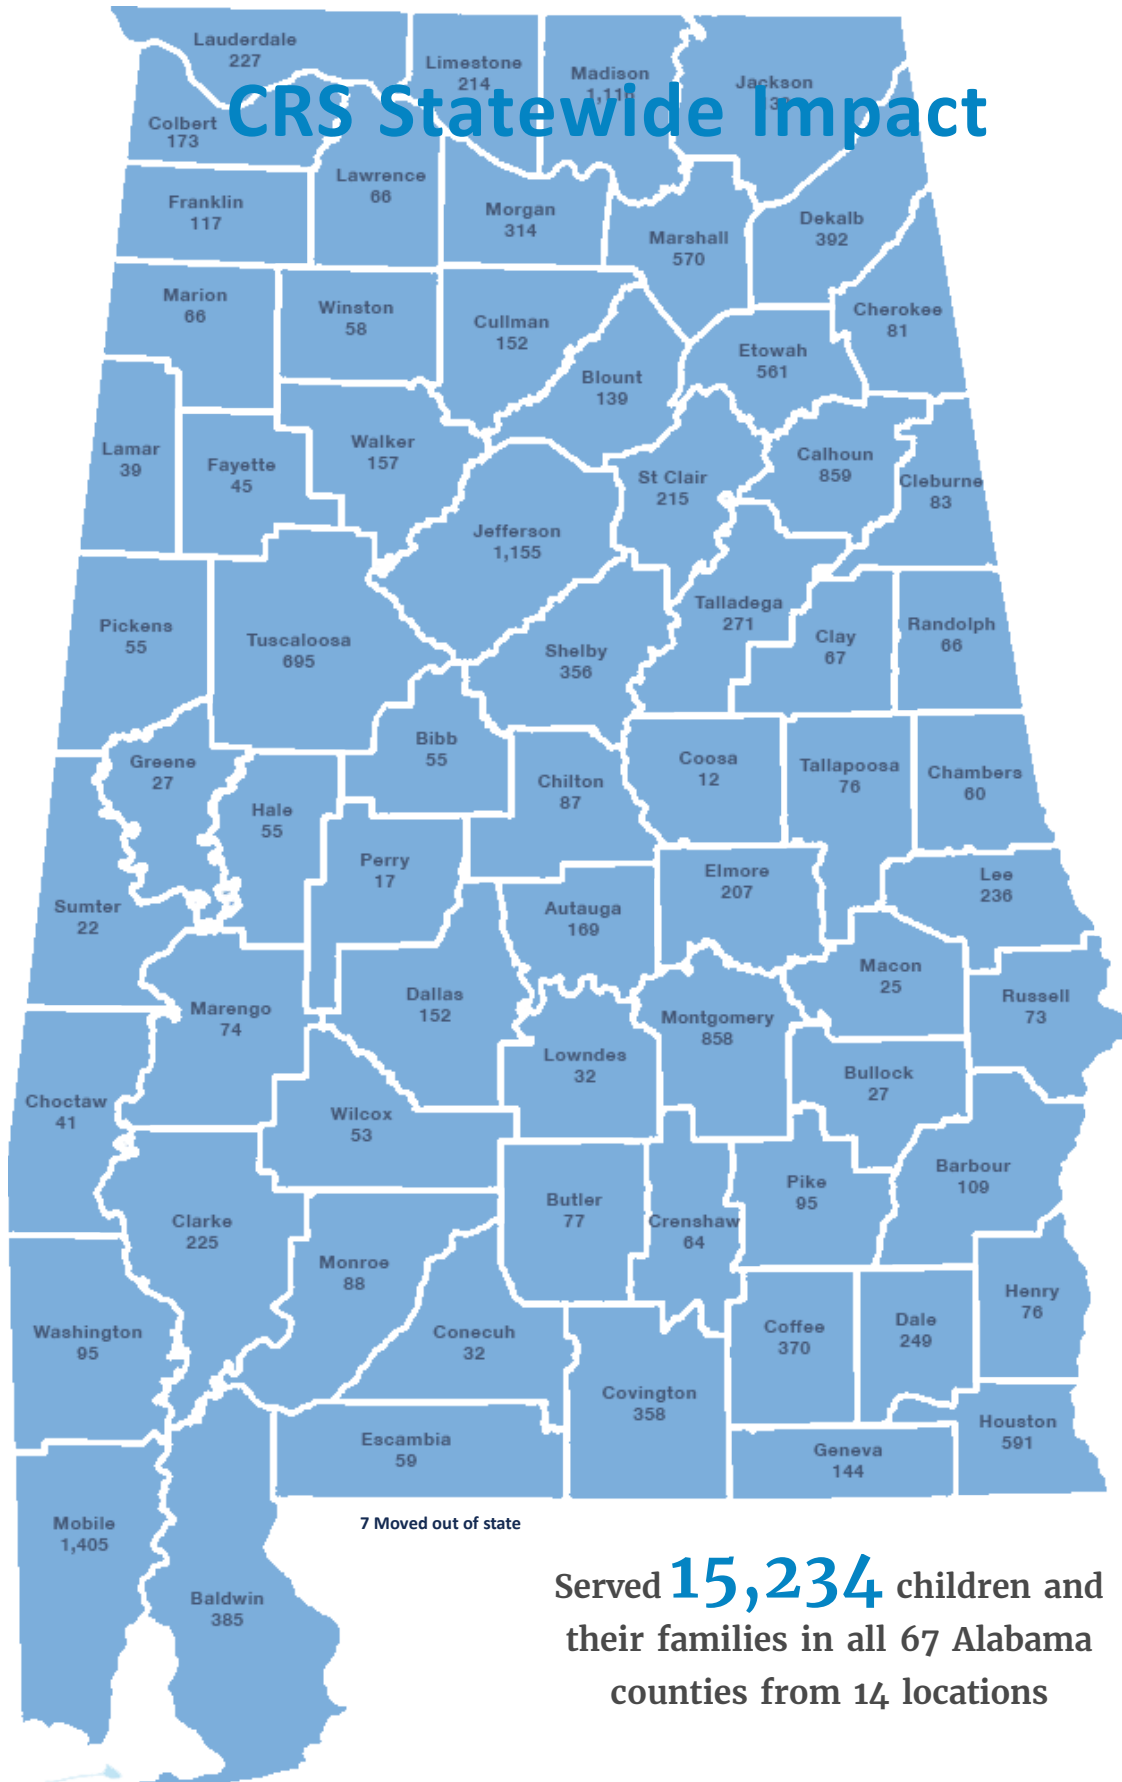 Lauderdale
227
Limestone
214
Madison
Jackson
CRS Statewide Impact
Colbert
173
Lawrence
66
Franklin
117
Morgan
314
Marshall
570
Dekalb
392
Marion
66
Winston
58
Cullman
152
Cherokee
81
Etowah
561
Blount
139
Lamar
39
Fayette
45
Walker
157
St Clair
215
Calhoun
859
Cleburne
83
Jefferson
1,155
Talladega
271
Pickens
55
Tuscaloosa
695
Shelby
356
Clay
67
Randolph
66
Greene
27
Bibb
55
Coosa
12
Tallapoosa
76
Chambers
60
Hale
55
Chilton
87
Perry
17
Elmore
207
Lee
236
Sumter
22
Autauga
169
Macon
25
Marengo
74
Dallas
152
Montgomery
858
Russell
73
Lowndes
32
Bullock
27
Choctaw
41
Wilcox
53
Barbour
109
Clarke
225
Butler
77
Crenshaw
64
Pike
95
Monroe
88
Henry
76
Washington
95
Conecuh
32
Coffee
370
Dale
249
Covington
358
Escambia
59
Houston
591
Geneva
144
Mobile
1,405
7 Moved out of state
Baldwin
385
Served 15,234 children and
their families in all 67 Alabama
counties from 14 locations